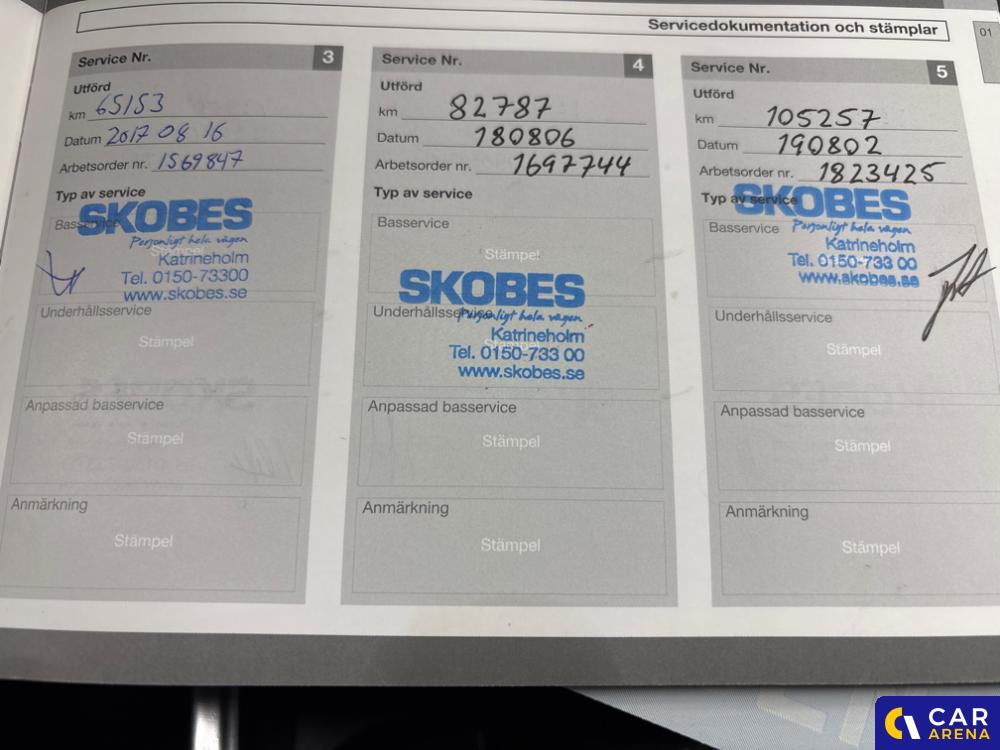 Servicedokumentation och stämplar
01
Service Nr. 3
Utförd
km 65153
Datum 2017 08 16
Arbetsorder nr. 1569847
Typ av service
Basservice
SKOBES
Personligt hela vägen
Katrineholm
Tel. 0150-73300
www.skobes.se
Underhållsservice
Stämpel
Anpassad basservice
Stämpel
Anmärkning
Stämpel
Service Nr. 4
Utförd
km 82787
Datum 180806
Arbetsorder nr. 1697744
Typ av service
Basservice
Stämpel
SKOBES
Underhållsservice
Personligt hela vägen
Katrineholm
Tel. 0150-733 00
www.skobes.se
Anpassad basservice
Stämpel
Anmärkning
Stämpel
Service Nr. 5
Utförd
km 105257
Datum 190802
Arbetsorder nr. 1823425
Typ av service
SKOBES
Basservice
Personligt hela vägen
Katrineholm
Tel. 0150-733 00
www.skobes.se
Underhållsservice
Stämpel
Anpassad basservice
Stämpel
Anmärkning
Stämpel
CAR
ARENA